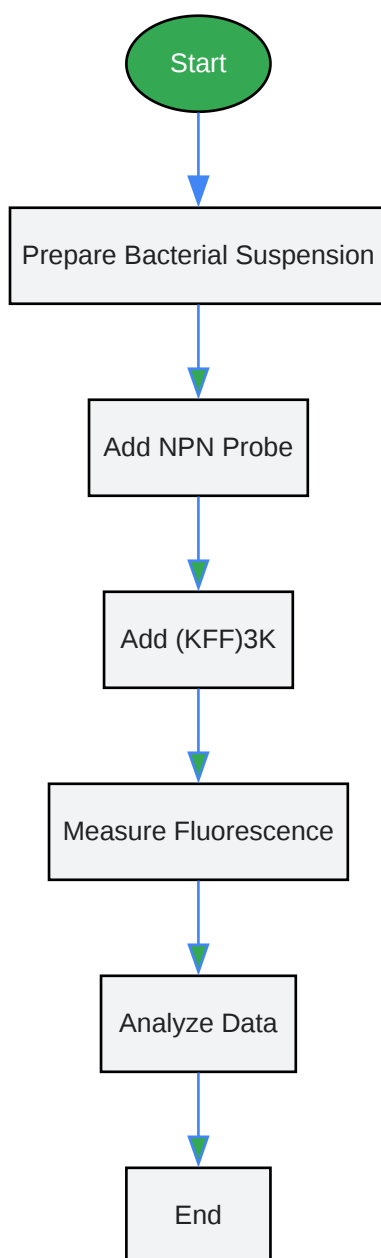 Start
Prepare Bacterial Suspension
Add NPN Probe
Add (KFF)3K
Measure Fluorescence
Analyze Data
End